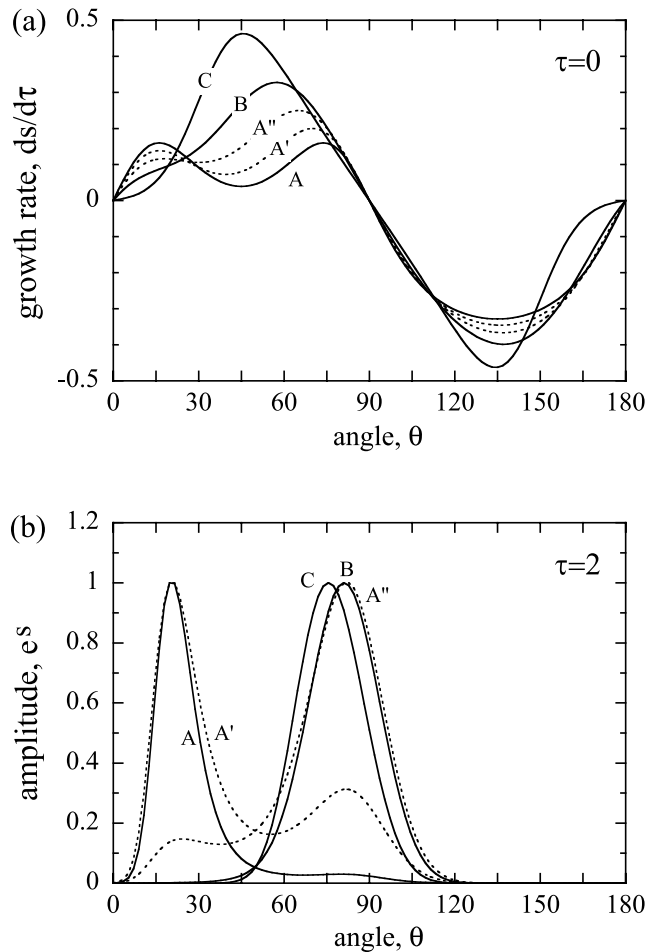 (a)
0.5
τ=0
C
B
A"
A'
A
0
-0.5
growth rate, ds/dτ
0 30 60 90 120 150 180
angle, θ
(b)
1.2
τ=2
1
C B
A"
0.8
0.6
A A'
0.4
0.2
0
amplitude, eˢ
0 30 60 90 120 150 180
angle, θ